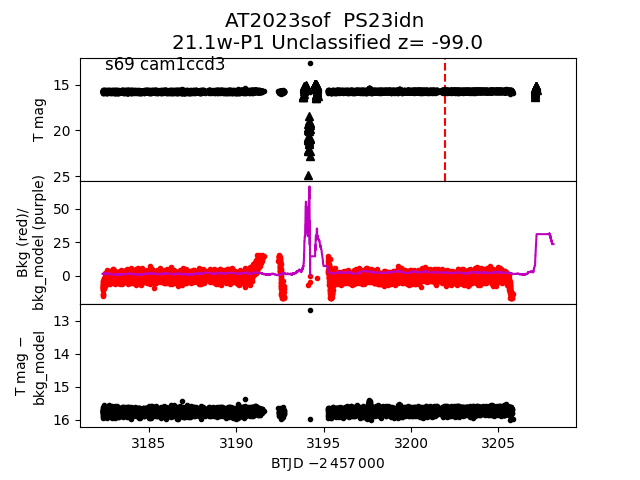 AT2023sof  PS23idn
21.1w-P1 Unclassified z= -99.0
s69 cam1ccd3
15
20
25
T mag
50
25
0
Bkg (red)/
bkg_model (purple)
13
14
15
16
T mag −
bkg_model
3185
3190
3195
3200
3205
BTJD −2 457 000